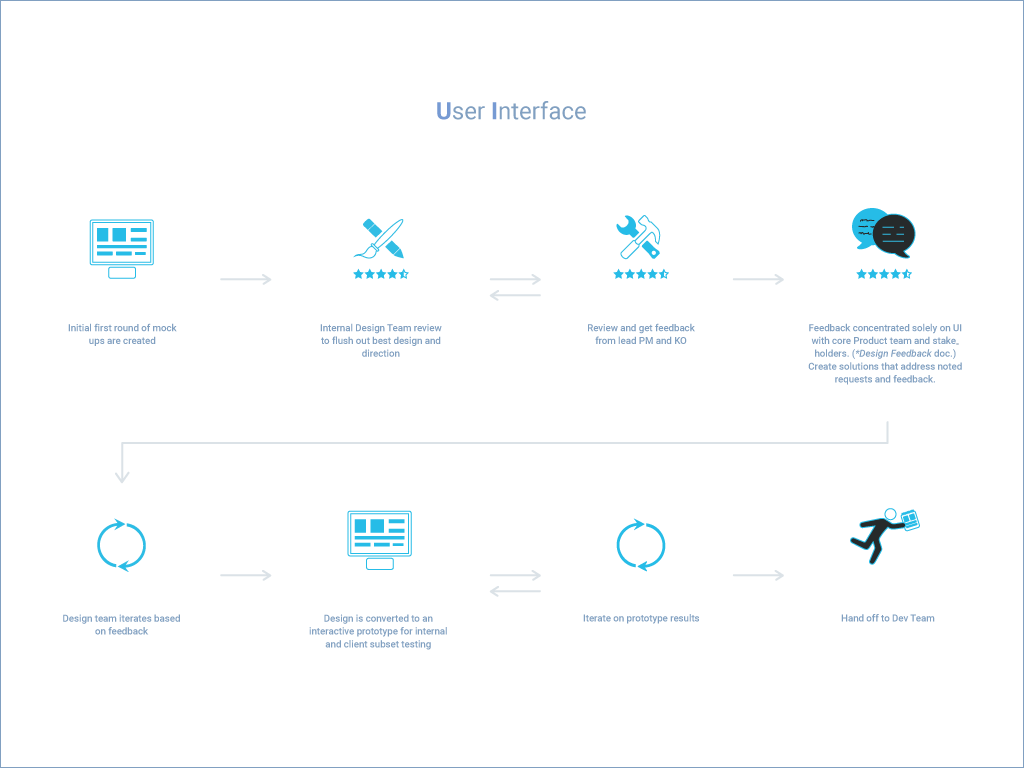 User Interface
Initial first round of mock
ups are created
Internal Design Team review
to flush out best design and
direction
Review and get feedback
from lead PM and KO
Feedback concentrated solely on UI
with core Product team and stake_
holders. (*Design Feedback doc.)
Create solutions that address noted
requests and feedback.
Design team iterates based
on feedback
Design is converted to an
interactive prototype for internal
and client subset testing
Iterate on prototype results
Hand off to Dev Team